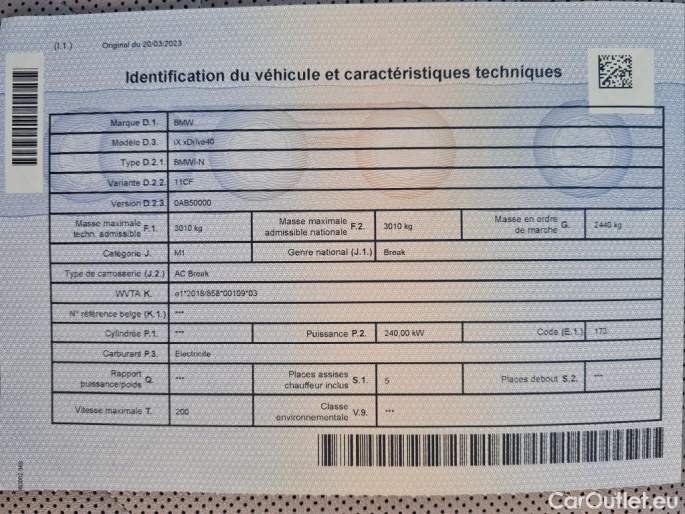 (I.1.) Original du 20/03/2023
Identification du véhicule et caractéristiques techniques
Marque D.1. BMW
Modèle D.3. iX xDrive40
Type D.2.1. BMWi-N
Variante D.2.2. 11CF
Version D.2.3. 0AB50000
Masse maximale techn. admissible F.1. 3010 kg Masse maximale admissible nationale F.2. 3010 kg Masse en ordre de marche G. 2440 kg
Catégorie J. M1 Genre national (J.1.) Break
Type de carrosserie (J.2.) AC Break
WVTA K. e1*2018/858*00109*03
N° référence belge (K.1.) ***
Cylindrée P.1. *** Puissance P.2. 240,00 kW Code (E.1.) 173
Carburant P.3. Electricité
Rapport puissance/poids Q. *** Places assises chauffeur inclus S.1. 5 Places debout S.2. ***
Vitesse maximale T. 200 Classe environnementale V.9. ***
CarOutlet.eu